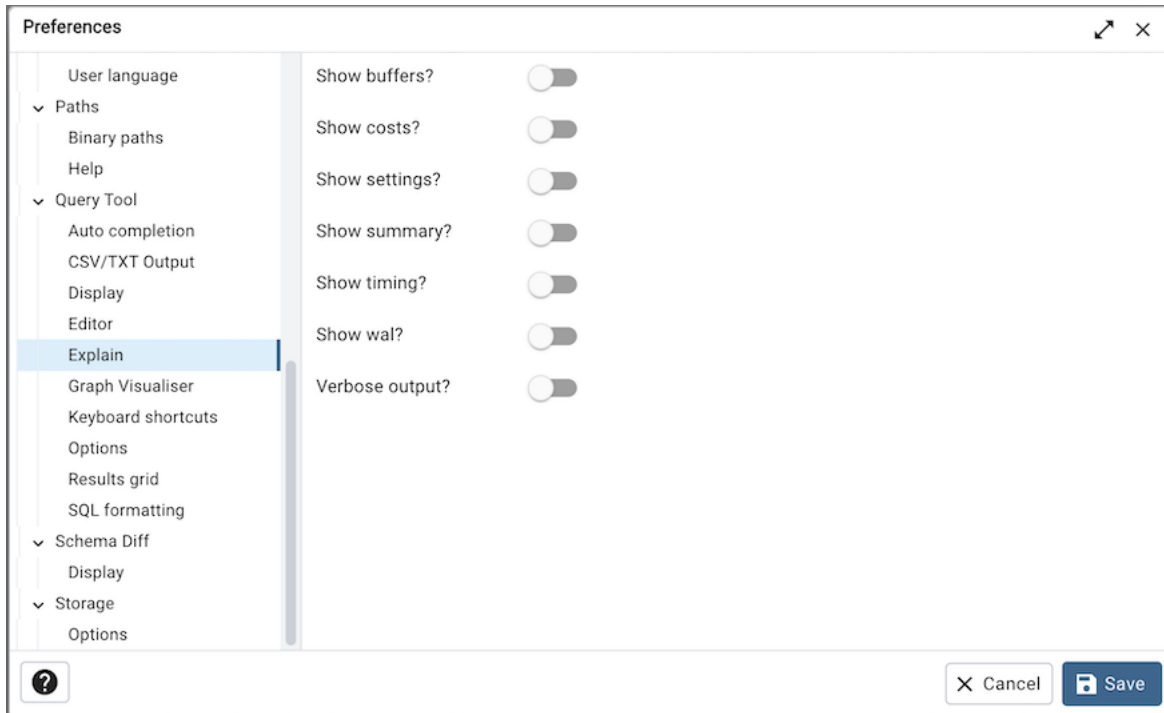 Preferences
User language
Paths
Binary paths
Help
Query Tool
Auto completion
CSV/TXT Output
Display
Editor
Explain
Graph Visualiser
Keyboard shortcuts
Options
Results grid
SQL formatting
Schema Diff
Display
Storage
Options
Show buffers?
Show costs?
Show settings?
Show summary?
Show timing?
Show wal?
Verbose output?
?
Cancel
Save